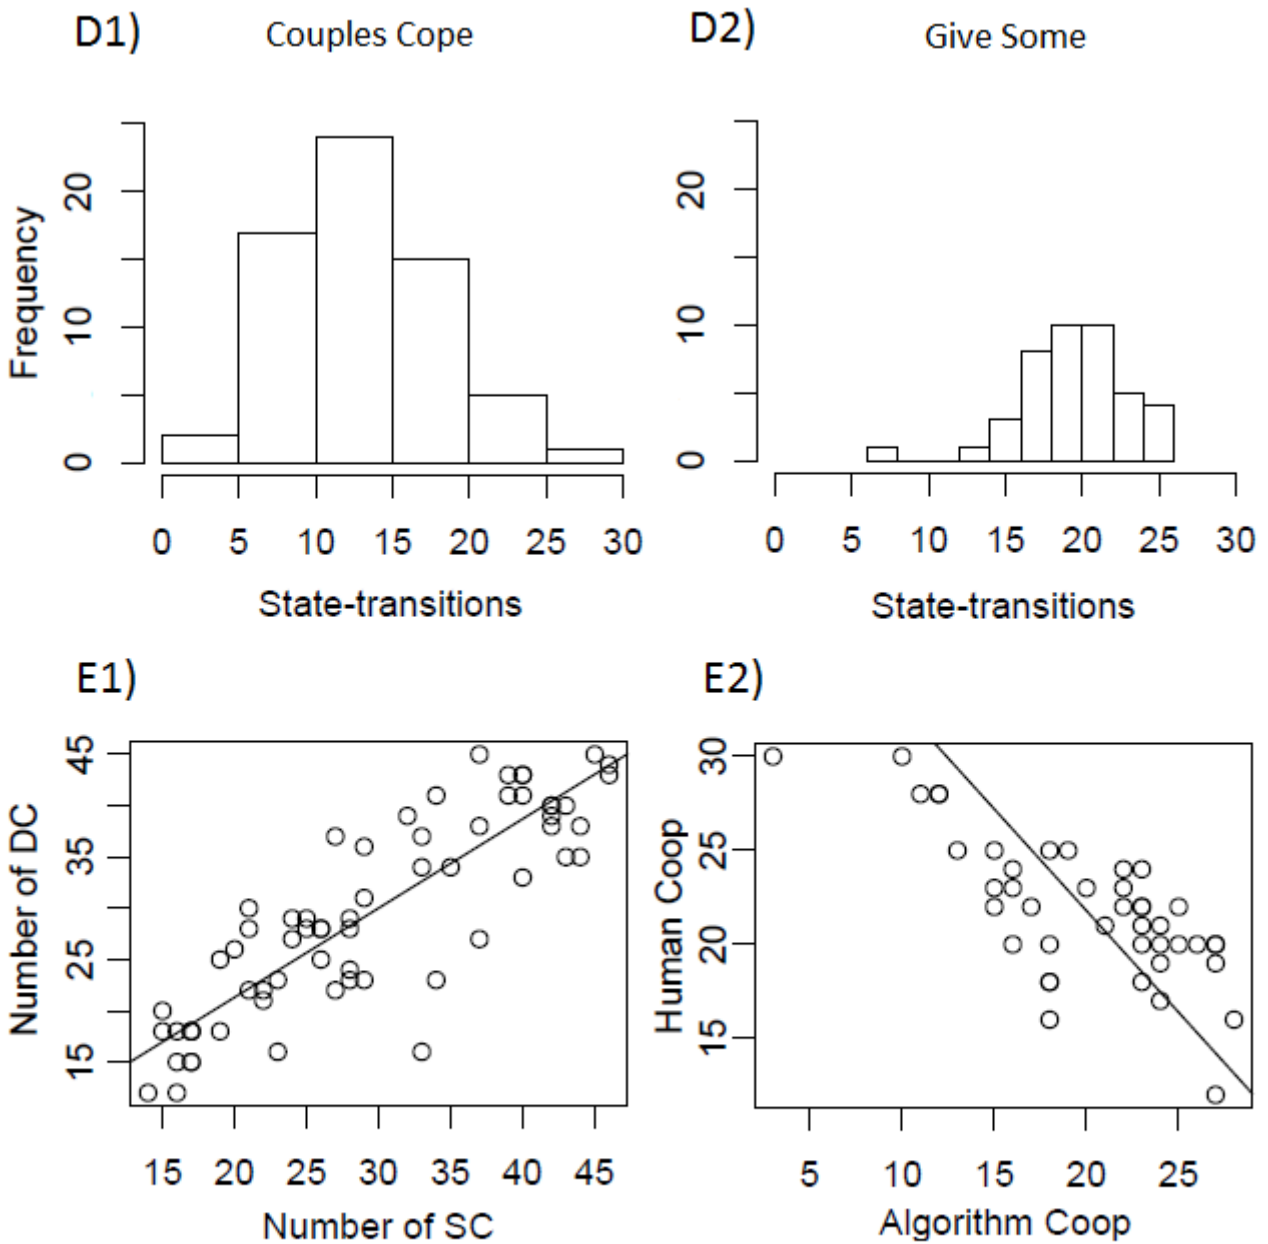 D1) Couples Cope
Frequency
0 10 20
0 5 10 15 20 25 30
State-transitions
D2) Give Some
0 10 20
0 5 10 15 20 25 30
State-transitions
E1)
Number of DC
15 25 35 45
15 20 25 30 35 40 45
Number of SC
E2)
Human Coop
15 20 25 30
5 10 15 20 25
Algorithm Coop